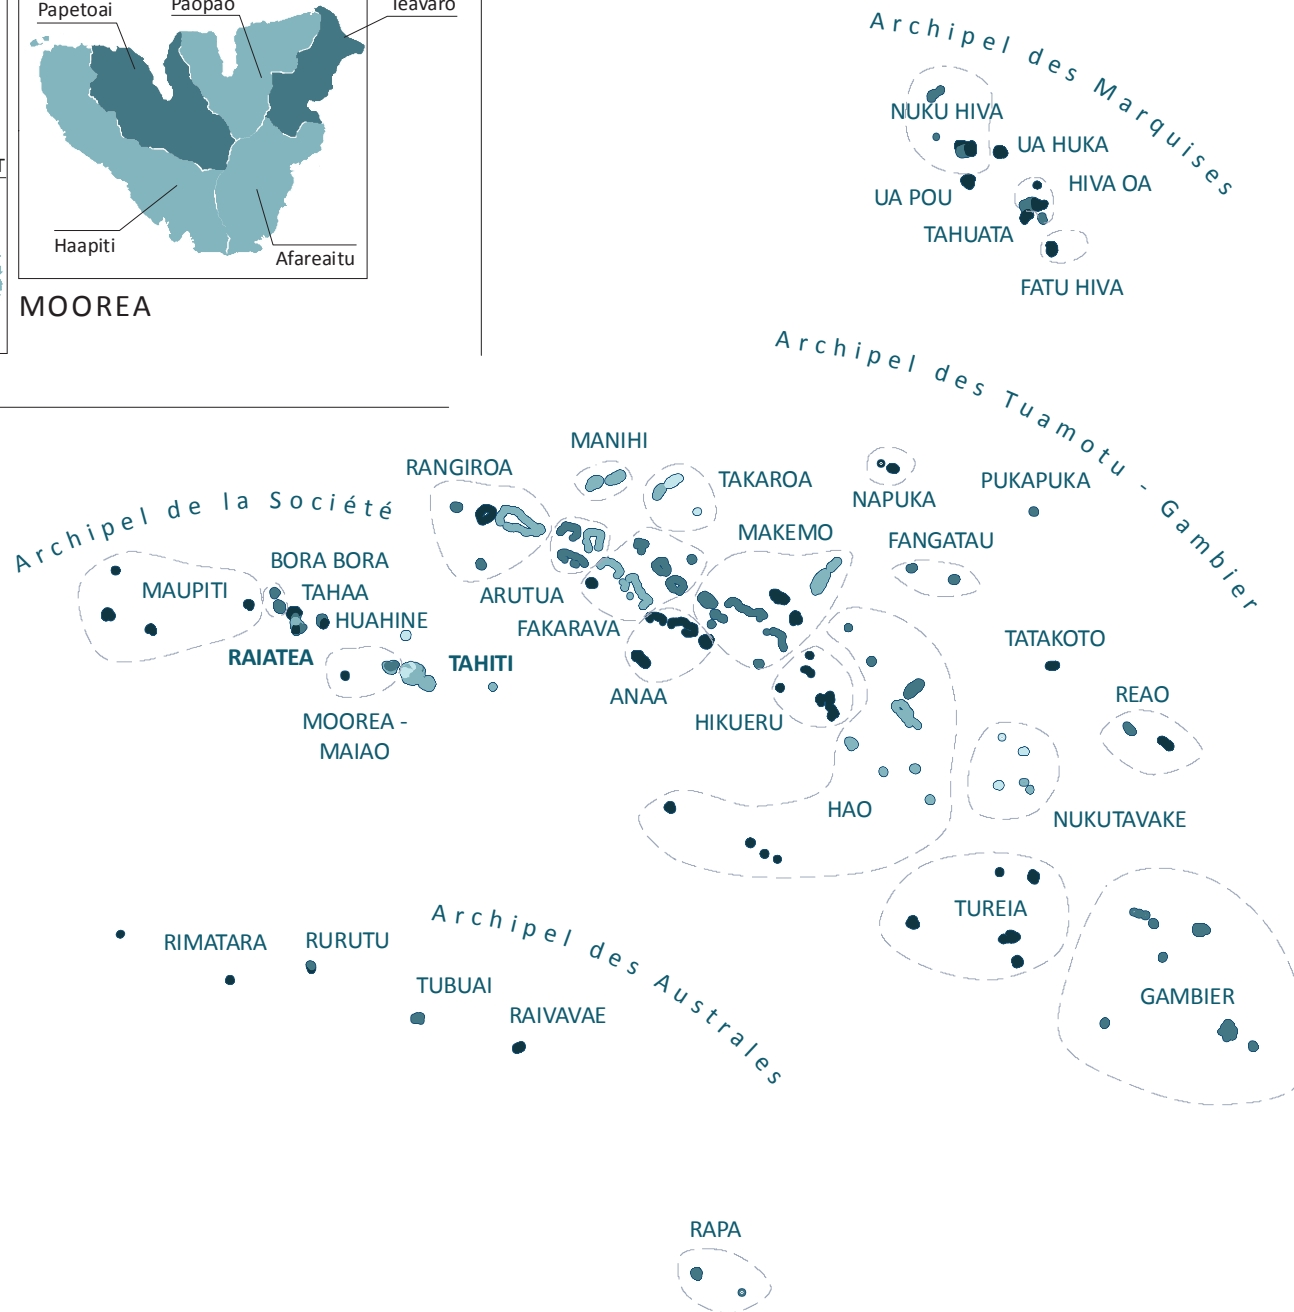 Papetoai
Paopao
Teavaro
Haapiti
Afareaitu
MOOREA
Archipel des Marquises
NUKU HIVA
UA HUKA
HIVA OA
UA POU
TAHUATA
FATU HIVA
Archipel des Tuamotu - Gambier
MANIHI
RANGIROA
TAKAROA
NAPUKA
PUKAPUKA
Archipel de la Société
MAKEMO
FANGATAU
BORA BORA
MAUPITI
TAHAA
ARUTUA
HUAHINE
FAKARAVA
TATAKOTO
RAIATEA
TAHITI
ANAA
REAO
MOOREA -
MAIAO
HIKUERU
HAO
NUKUTAVAKE
TUREIA
Archipel des Australes
RIMATARA
RURUTU
TUBUAI
GAMBIER
RAIVAVAE
RAPA